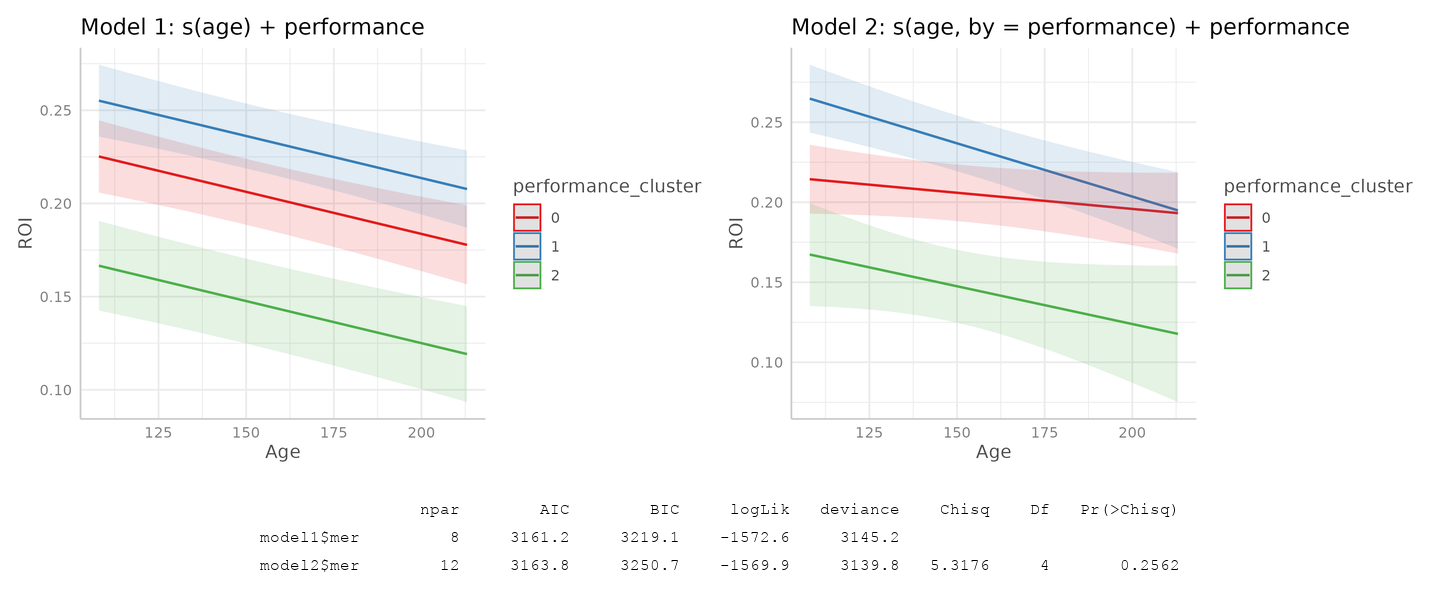 Model 1: s(age) + performance
0.25
0.20
0.15
0.10
ROI
125 150 175 200
Age
performance_cluster
0
1
2
Model 2: s(age, by = performance) + performance
0.25
0.20
0.15
0.10
ROI
125 150 175 200
Age
performance_cluster
0
1
2
npar AIC BIC logLik deviance Chisq Df Pr(>Chisq)
model1$mer 8 3161.2 3219.1 -1572.6 3145.2
model2$mer 12 3163.8 3250.7 -1569.9 3139.8 5.3176 4 0.2562